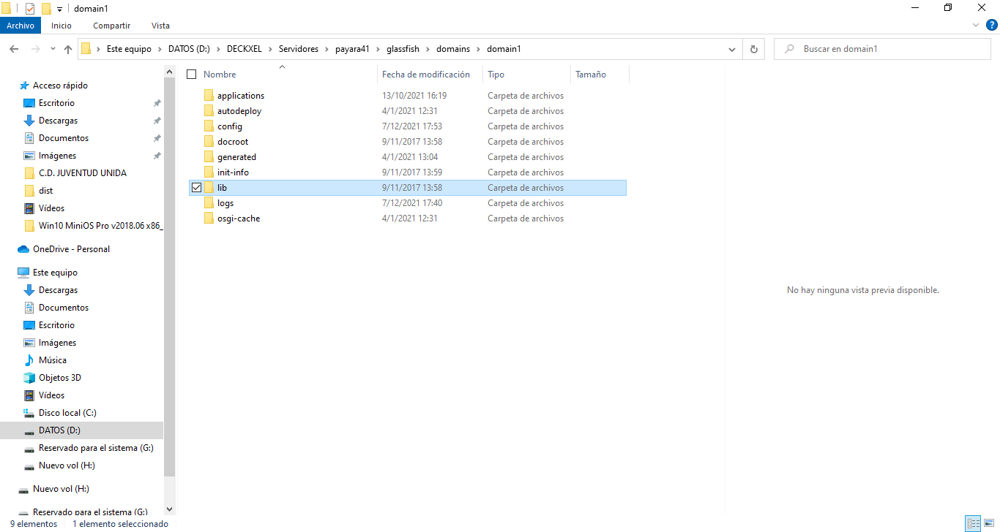 domain1
Archivo Inicio Compartir Vista
Este equipo DATOS (D:) DECKXEL Servidores payara41 glassfish domains domain1
Buscar en domain1
Acceso rápido
Escritorio
Descargas
Documentos
Imágenes
C.D. JUVENTUD UNIDA
dist
Vídeos
Win10 MiniOS Pro v2018.06 x86_
OneDrive - Personal
Este equipo
Descargas
Documentos
Escritorio
Imágenes
Música
Objetos 3D
Vídeos
Disco local (C:)
DATOS (D:)
Reservado para el sistema (G:)
Nuevo vol (H:)
Nuevo vol (H:)
Reservado para el sistema (G:)
Nombre Fecha de modificación Tipo Tamaño
applications 13/10/2021 16:19 Carpeta de archivos
autodeploy 4/1/2021 12:31 Carpeta de archivos
config 7/12/2021 17:53 Carpeta de archivos
docroot 9/11/2017 13:58 Carpeta de archivos
generated 4/1/2021 13:04 Carpeta de archivos
init-info 9/11/2017 13:59 Carpeta de archivos
lib 9/11/2017 13:58 Carpeta de archivos
logs 7/12/2021 17:40 Carpeta de archivos
osgi-cache 4/1/2021 12:31 Carpeta de archivos
No hay ninguna vista previa disponible.
9 elementos 1 elemento seleccionado